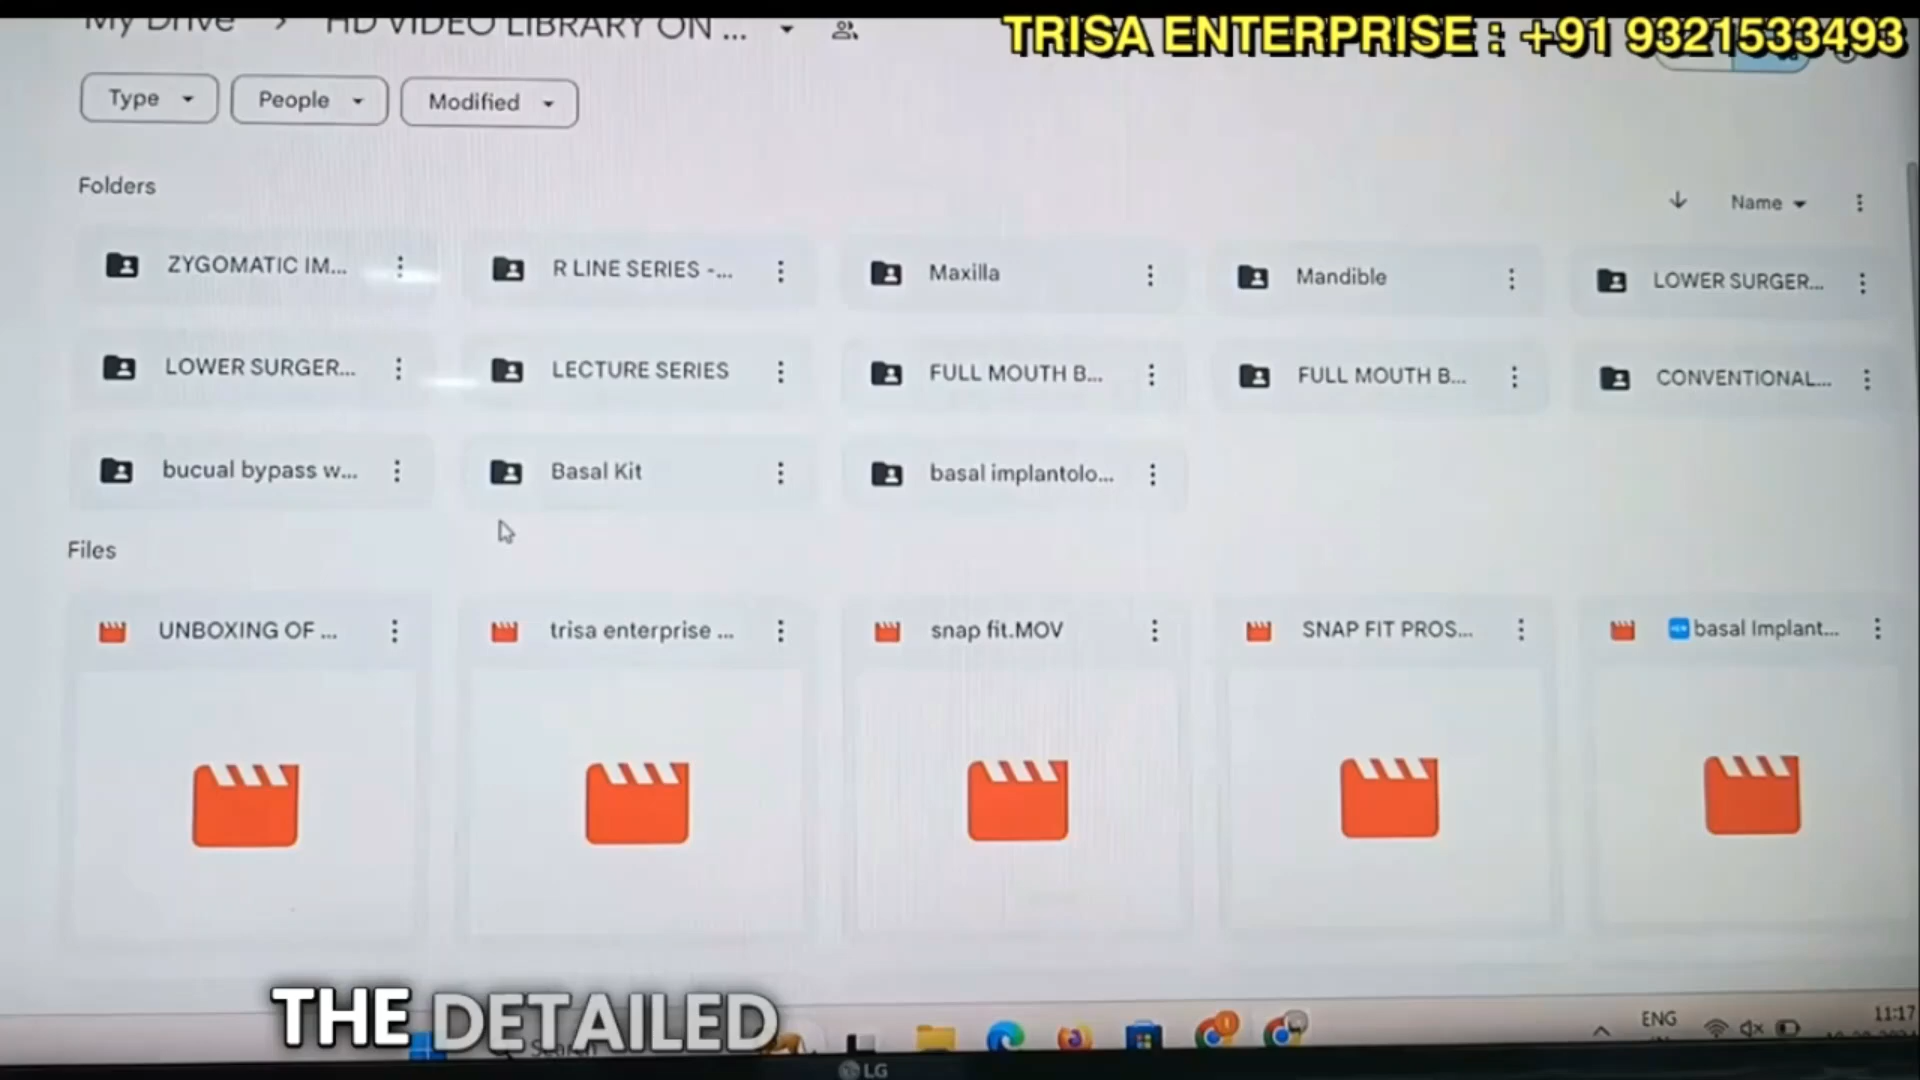 TRISA ENTERPRISE : +91 9321533493
My Drive > HD VIDEO LIBRARY ON ...
Type People Modified
Folders
Name
ZYGOMATIC IM... R LINE SERIES -... Maxilla Mandible LOWER SURGER...
LOWER SURGER... LECTURE SERIES FULL MOUTH B... FULL MOUTH B... CONVENTIONAL...
bucual bypass w... Basal Kit basal implantolo...
Files
UNBOXING OF ... trisa enterprise ... snap fit.MOV SNAP FIT PROS... basal Implant...
THE DETAILED
Search
ENG
11:17
LG